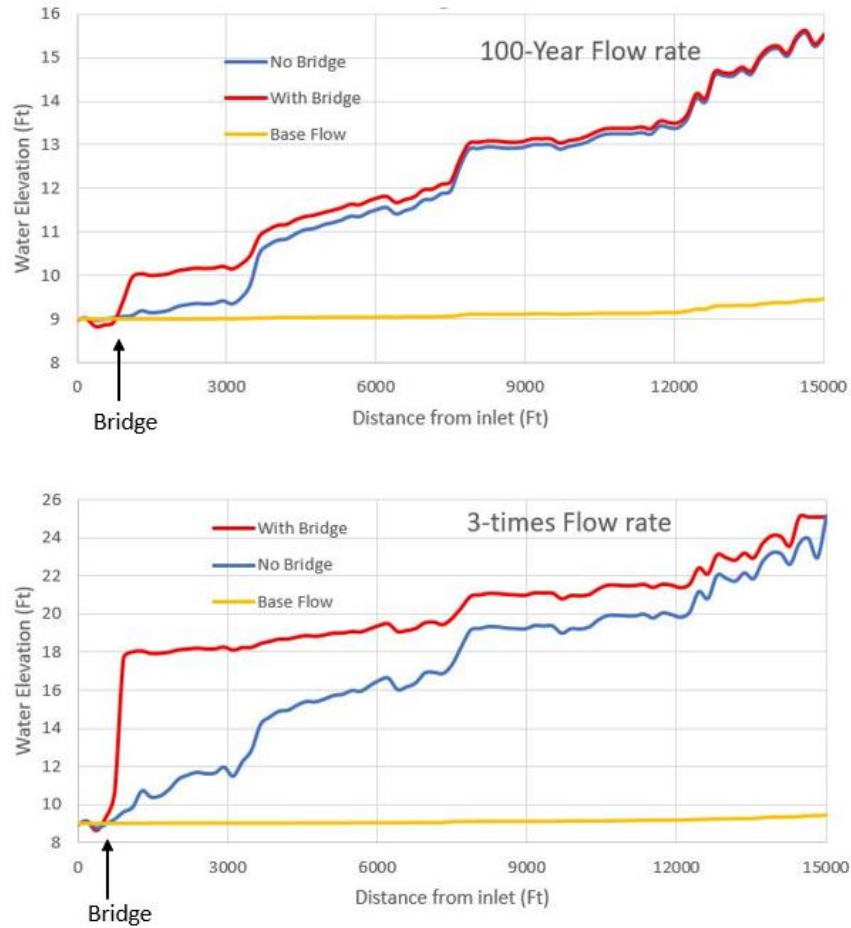 16
15
14
13
12
11
10
9
8
Water Elevation (Ft)
100-Year Flow rate
No Bridge
With Bridge
Base Flow
0 3000 6000 9000 12000 15000
Distance from inlet (Ft)
Bridge
26
24
22
20
18
16
14
12
10
8
Water Elevation (Ft)
3-times Flow rate
With Bridge
No Bridge
Base Flow
0 3000 6000 9000 12000 15000
Distance from inlet (Ft)
Bridge